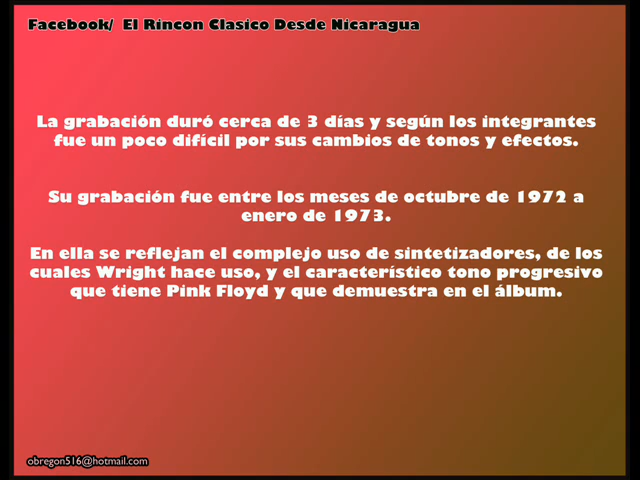 Facebook/ El Rincon Clasico Desde Nicaragua
La grabación duró cerca de 3 días y según los integrantes
fue un poco difícil por sus cambios de tonos y efectos.
Su grabación fue entre los meses de octubre de 1972 a
enero de 1973.
En ella se reflejan el complejo uso de sintetizadores, de los
cuales Wright hace uso, y el característico tono progresivo
que tiene Pink Floyd y que demuestra en el álbum.
obregon516@hotmail.com